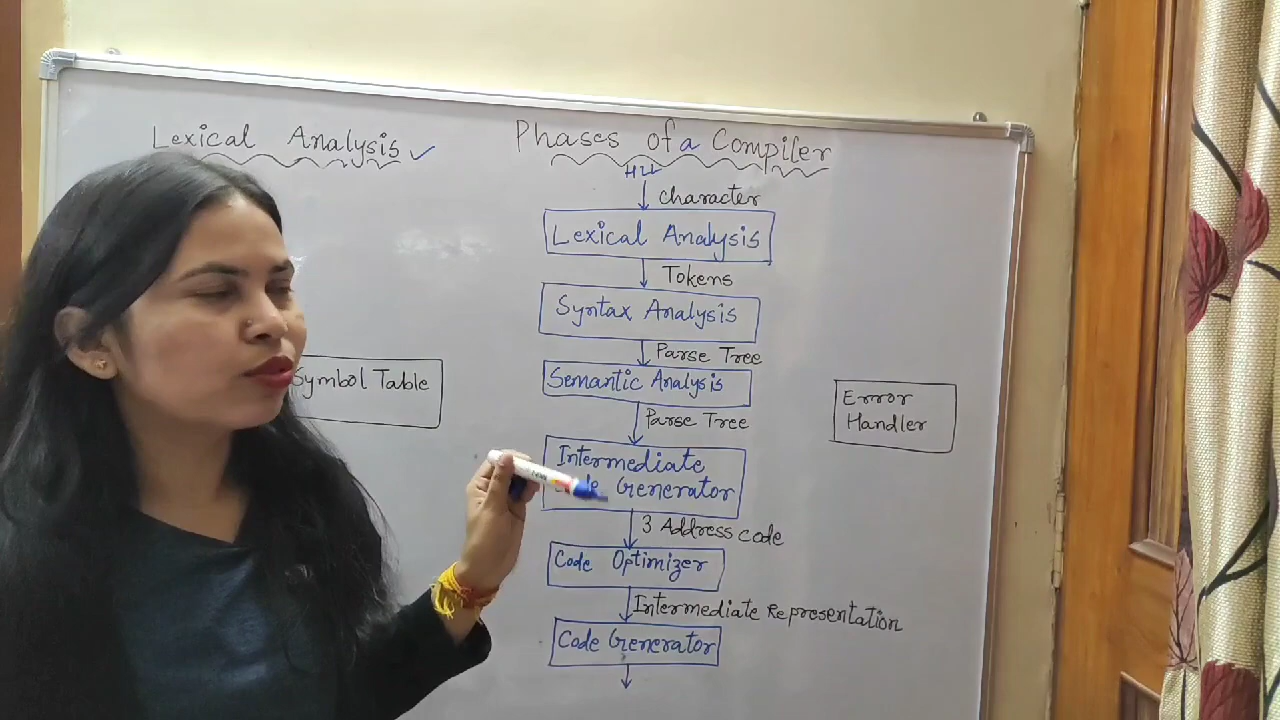 Lexical Analysis
Phases of a Compiler
HLL
character
Lexical Analysis
Tokens
Syntax Analysis
Parse Tree
Semantic Analysis
Parse Tree
Intermediate
Code Generator
3 Address code
Code Optimizer
Intermediate Representation
Code Generator
Symbol Table
Error
Handler